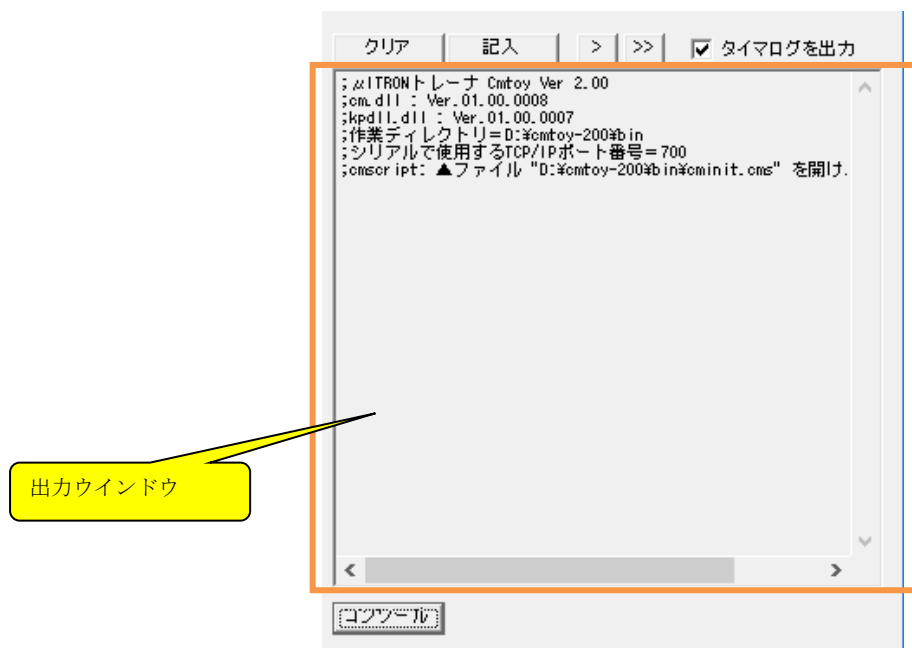 クリア 記入 > >> タイマログを出力
;μITRONトレーナ Cmtoy Ver 2.00
;cm.dll : Ver.01.00.0008
;kpdll.dll : Ver.01.00.0007
;作業ディレクトリ=D:¥cmtoy-200¥bin
;シリアルで使用するTCP/IPポート番号=700
;cmscript: ▲ファイル "D:¥cmtoy-200¥bin¥cminit.cms" を開け.
出力ウインドウ
コンソール